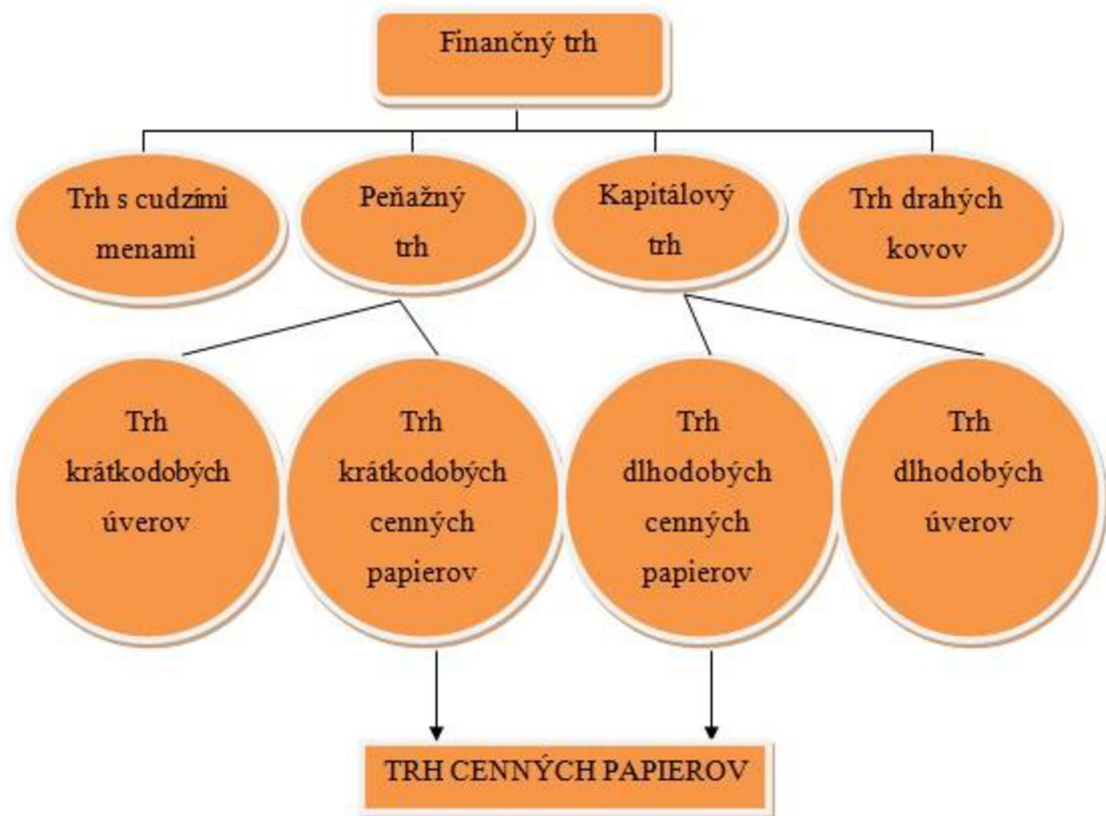 Finančný trh
Trh s cudzími
menami
Peňažný
trh
Kapitálový
trh
Trh drahých
kovov
Trh
krátkodobých
úverov
Trh
krátkodobých
cenných
papierov
Trh
dlhodobých
cenných
papierov
Trh
dlhodobých
úverov
TRH CENNÝCH PAPIEROV